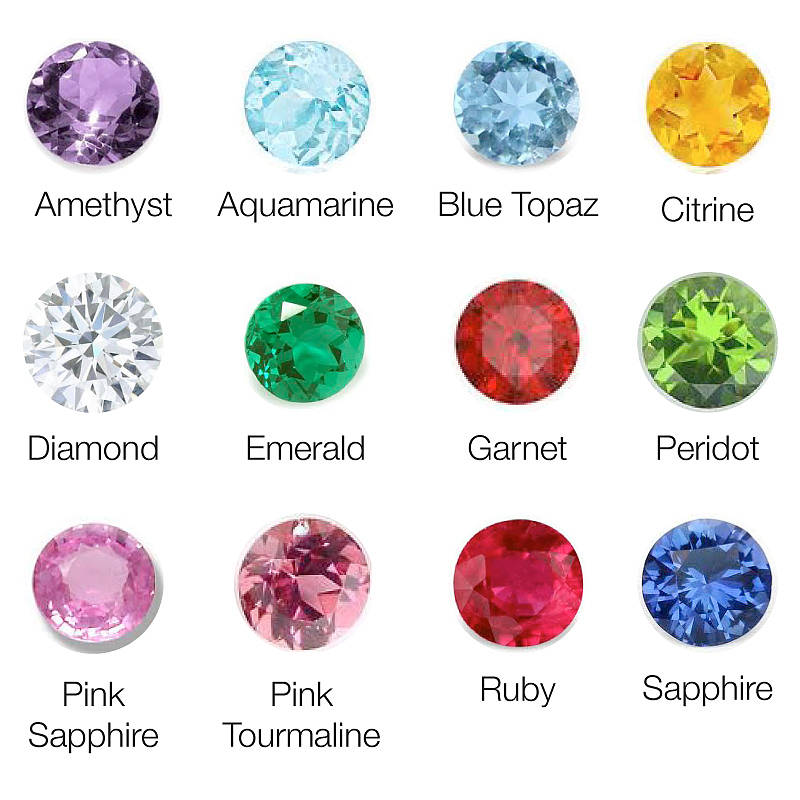 Amethyst
Aquamarine
Blue Topaz
Citrine
Diamond
Emerald
Garnet
Peridot
Pink
Sapphire
Pink
Tourmaline
Ruby
Sapphire